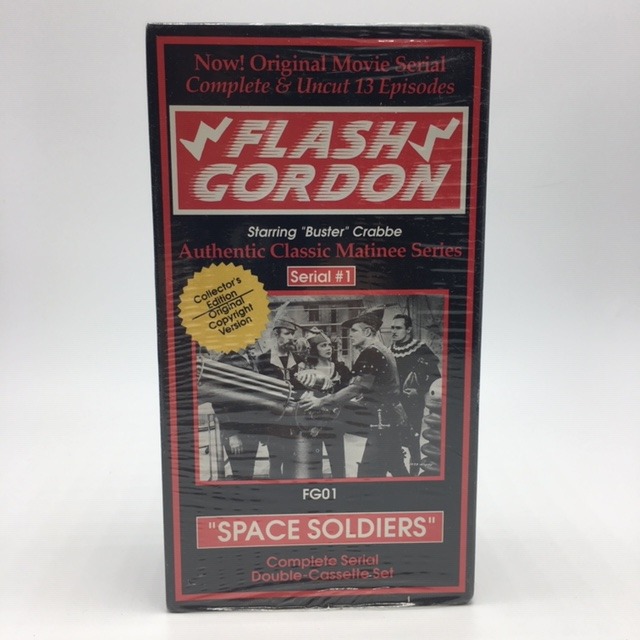 Now! Original Movie Serial
Complete & Uncut 13 Episodes
FLASH
GORDON
Starring "Buster" Crabbe
Authentic Classic Matinee Series
Serial #1
Collector's
Edition
Original
Copyright
Version
FG01
"SPACE SOLDIERS"
Complete Serial
Double-Cassette Set